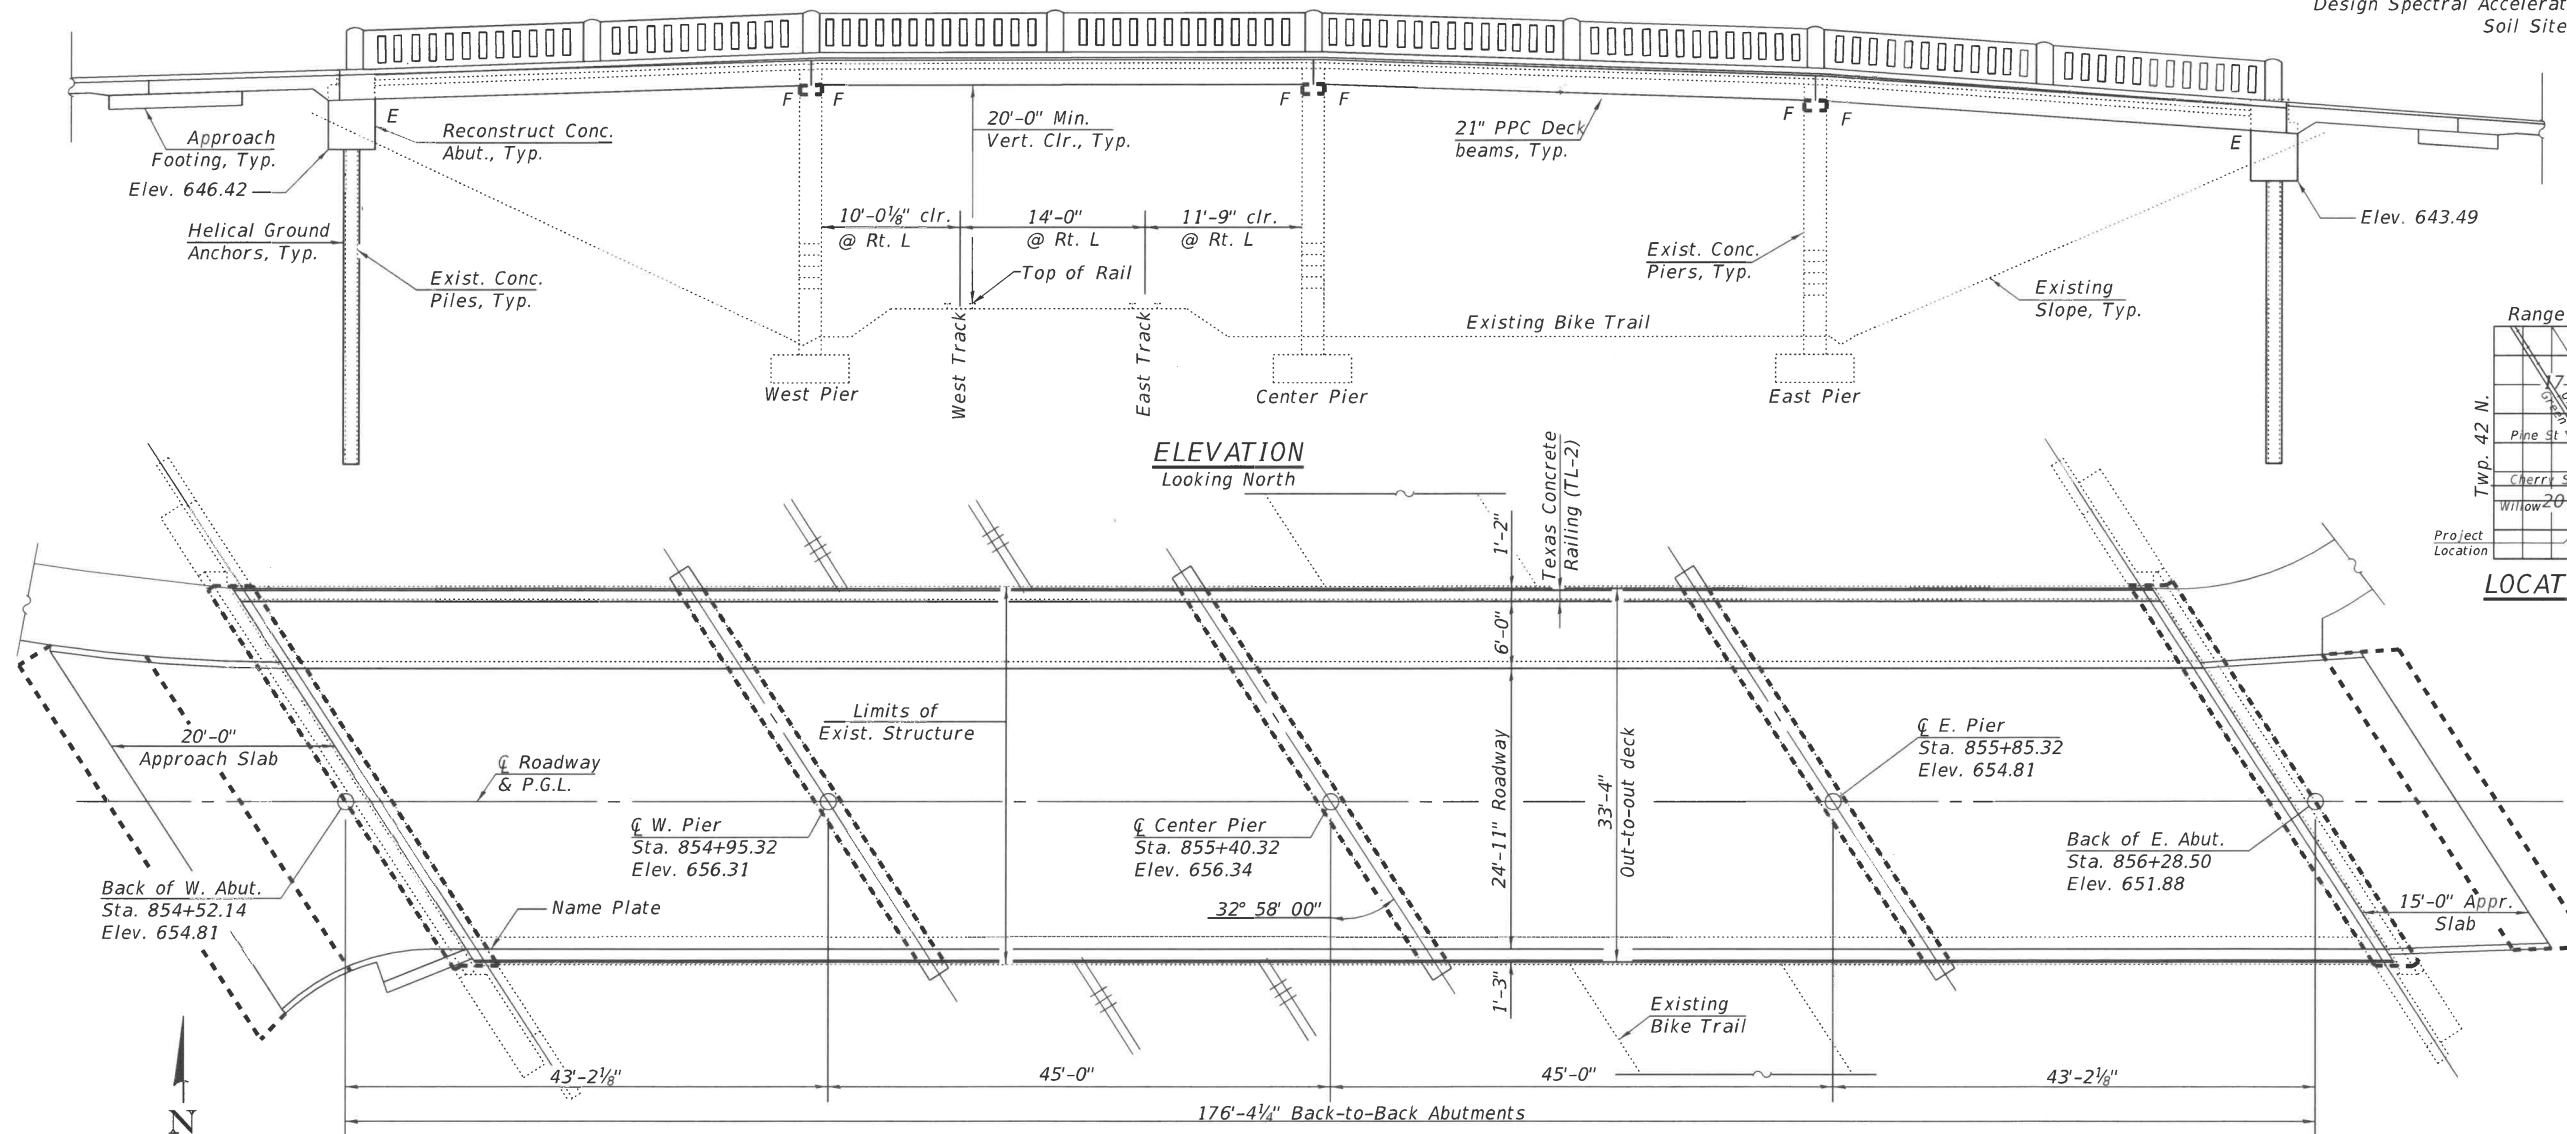 Design Spectral Accelerat
Soil Site
F
F
F
F
F
F
E
E
Approach
Footing, Typ.
Elev. 646.42
Reconstruct Conc.
Abut., Typ.
20'-0" Min.
Vert. Clr., Typ.
21" PPC Deck
beams, Typ.
Helical Ground
Anchors, Typ.
Exist. Conc.
Piles, Typ.
10'-0⅛" clr.
@ Rt. L
14'-0"
@ Rt. L
11'-9" clr.
@ Rt. L
Top of Rail
Exist. Conc.
Piers, Typ.
Elev. 643.49
Existing
Slope, Typ.
Existing Bike Trail
West Track
East Track
West Pier
Center Pier
East Pier
Range
Twp. 42 N.
17
Green
Pine St
Cherry S
Willow
20
Project
Location
LOCAT
ELEVATION
Looking North
Texas Concrete
Railing (TL-2)
1'-2"
6'-0"
Limits of
Exist. Structure
20'-0"
Approach Slab
℄ Roadway
& P.G.L.
24'-11" Roadway
33'-4"
Out-to-out deck
℄ E. Pier
Sta. 855+85.32
Elev. 654.81
℄ W. Pier
Sta. 854+95.32
Elev. 656.31
℄ Center Pier
Sta. 855+40.32
Elev. 656.34
Back of E. Abut.
Sta. 856+28.50
Elev. 651.88
Back of W. Abut.
Sta. 854+52.14
Elev. 654.81
Name Plate
32° 58' 00"
15'-0" Appr.
Slab
1'-3"
Existing
Bike Trail
N
43'-2⅛"
45'-0"
45'-0"
43'-2⅛"
176'-4¼" Back-to-Back Abutments